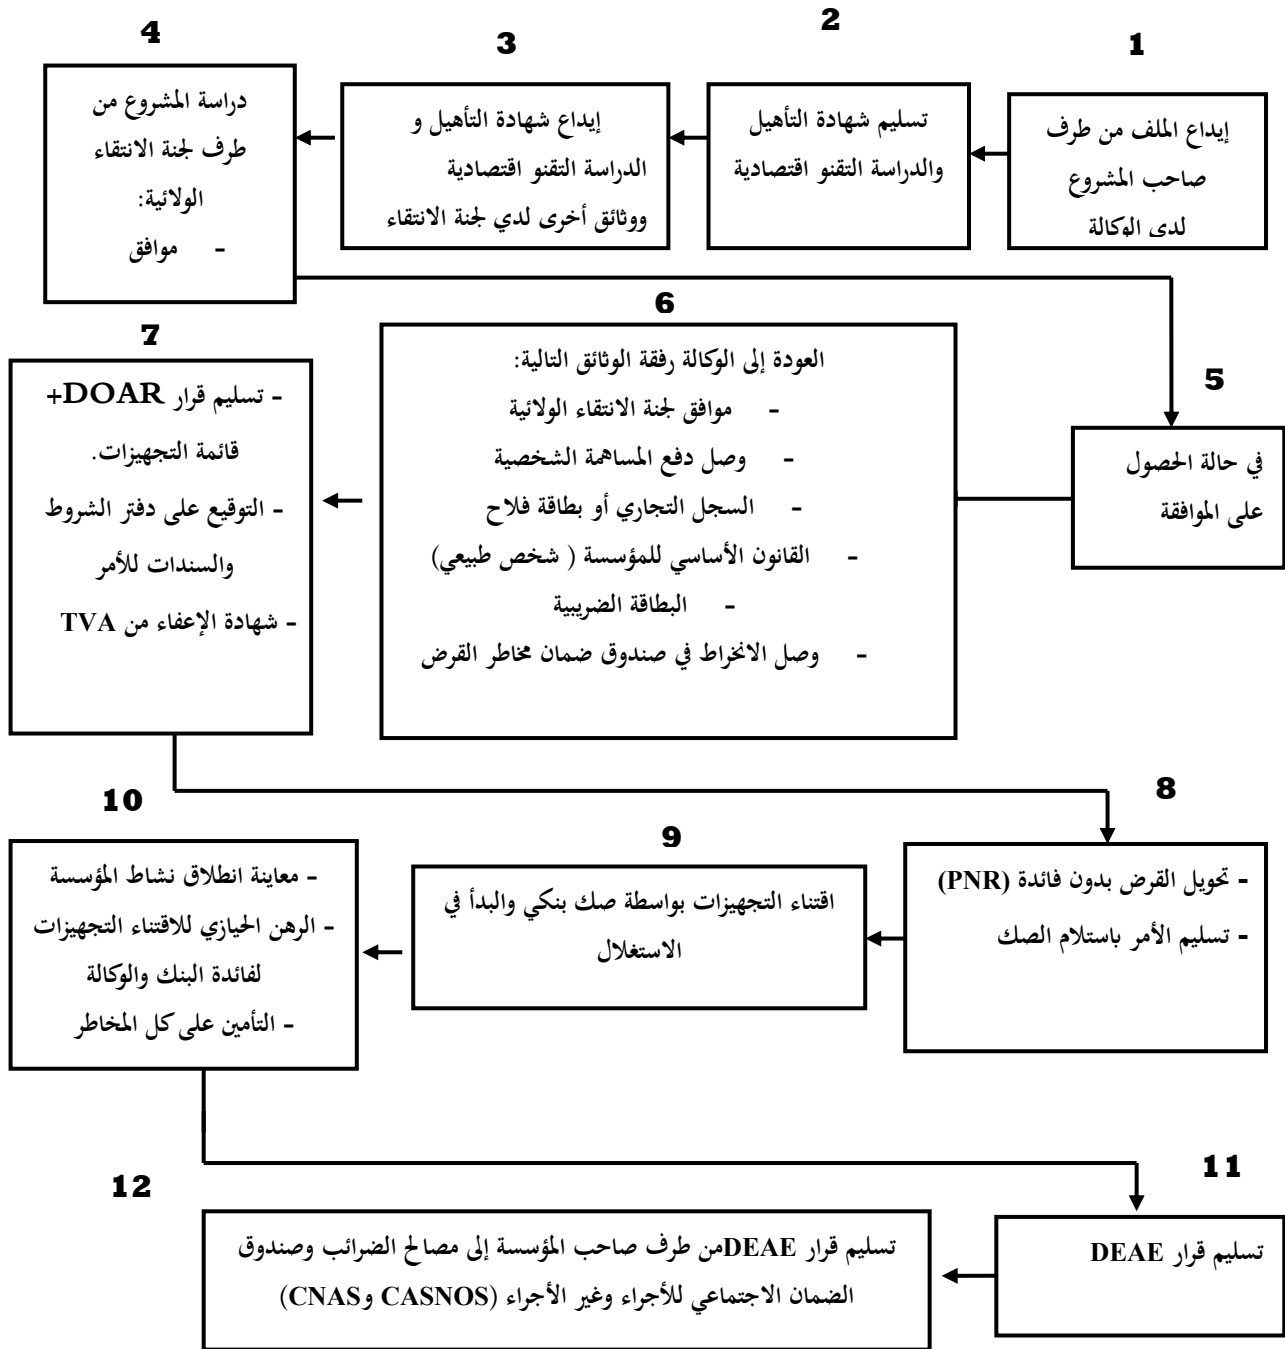 1
إيداع الملف من طرف
صاحب المشروع
لدى الوكالة
2
تسليم شهادة التأهيل
والدراسة التقنو اقتصادية
3
إيداع شهادة التأهيل و
الدراسة التقنو اقتصادية
ووثائق أخرى لدي لجنة الانتقاء
4
دراسة المشروع من
طرف لجنة الانتقاء
الولائية:
- موافق
5
في حالة الحصول
على الموافقة
6
العودة إلى الوكالة رفقة الوثائق التالية:
- موافق لجنة الانتقاء الولائية
- وصل دفع المساهمة الشخصية
- السجل التجاري أو بطاقة فلاح
- القانون الأساسي للمؤسسة ( شخص طبيعي)
- البطاقة الضريبية
- وصل الانخراط في صندوق ضمان مخاطر القرض
7
- تسليم قرار DOAR+
قائمة التجهيزات.
- التوقيع على دفتر الشروط
والسندات للأمر
- شهادة الإعفاء من TVA
8
- تحويل القرض بدون فائدة (PNR)
- تسليم الأمر باستلام الصك
9
اقتناء التجهيزات بواسطة صك بنكي والبدأ في
الاستغلال
10
- معاينة انطلاق نشاط المؤسسة
- الرهن الحيازي للاقتناء التجهيزات
لفائدة البنك والوكالة
- التأمين على كل المخاطر
11
تسليم قرار DEAE
12
تسليم قرار DEAEمن طرف صاحب المؤسسة إلى مصالح الضرائب وصندوق
الضمان الاجتماعي للأجراء وغير الأجراء (CASNOS وCNAS)